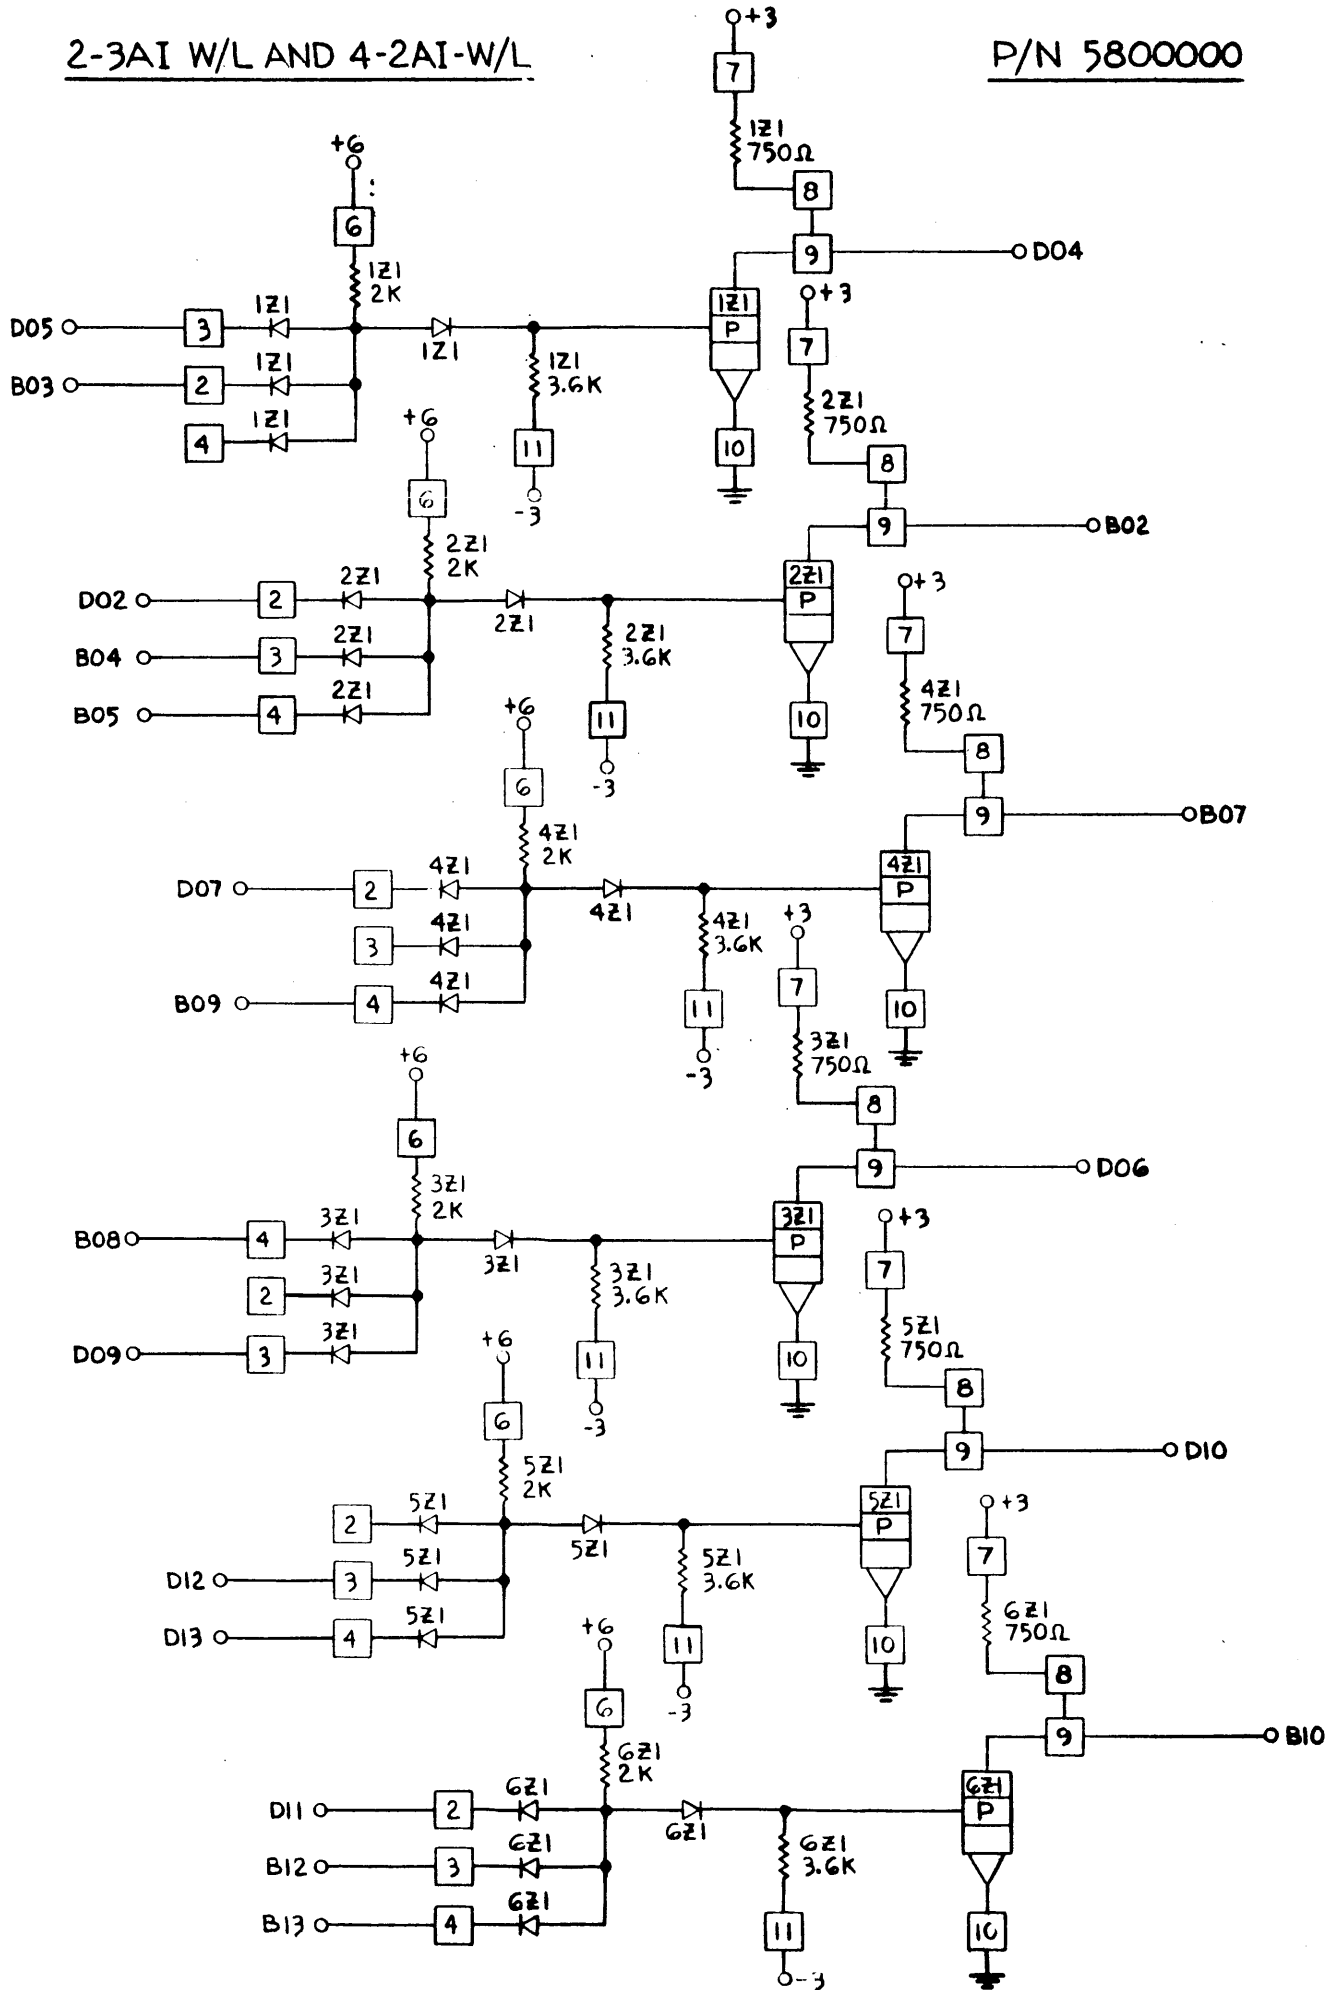 2-3AI W/L AND 4-2AI-W/L
P/N 5800000
+3
7
1Z1
750Ω
8
9
D04
+6
6
1Z1
2K
D05
3
1Z1
1Z1
B03
2
1Z1
4
1Z1
1Z1
3.6K
11
-3
1Z1
P
10
+3
7
2Z1
750Ω
8
9
B02
+6
6
2Z1
2K
D02
2
2Z1
2Z1
B04
3
2Z1
B05
4
2Z1
2Z1
3.6K
11
-3
2Z1
P
10
+3
7
4Z1
750Ω
8
9
B07
+6
6
4Z1
2K
D07
2
4Z1
4Z1
3
4Z1
B09
4
4Z1
4Z1
3.6K
11
-3
4Z1
P
10
+3
7
3Z1
750Ω
8
9
D06
+6
6
3Z1
2K
B08
4
3Z1
3Z1
2
3Z1
D09
3
3Z1
3Z1
3.6K
11
-3
3Z1
P
10
+3
7
5Z1
750Ω
8
9
D10
+6
6
5Z1
2K
2
5Z1
5Z1
D12
3
5Z1
D13
4
5Z1
5Z1
3.6K
11
-3
5Z1
P
10
+3
7
6Z1
750Ω
8
9
B10
+6
6
6Z1
2K
D11
2
6Z1
6Z1
B12
3
6Z1
B13
4
6Z1
6Z1
3.6K
11
-3
6Z1
P
10